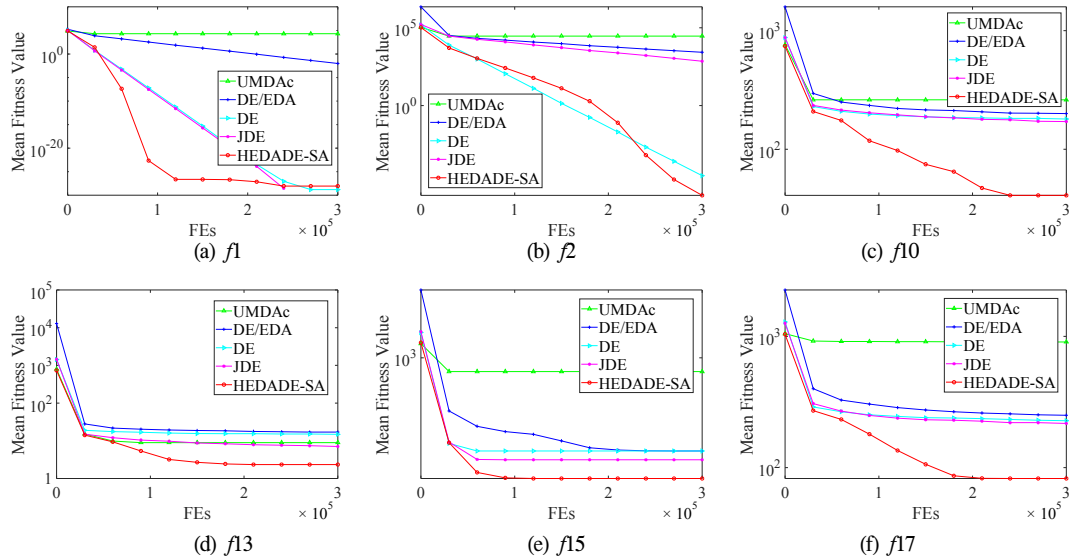 Mean Fitness Value
10^0
10^-20
UMDAc
DE/EDA
DE
JDE
HEDADE-SA
0 1 2 3
FEs × 10^5
(a) f1
Mean Fitness Value
10^5
10^0
UMDAc
DE/EDA
DE
JDE
HEDADE-SA
0 1 2 3
FEs × 10^5
(b) f2
Mean Fitness Value
10^3
10^2
UMDAc
DE/EDA
DE
JDE
HEDADE-SA
0 1 2 3
FEs × 10^5
(c) f10
Mean Fitness Value
10^5
10^4
10^3
10^2
1
UMDAc
DE/EDA
DE
JDE
HEDADE-SA
0 1 2 3
FEs × 10^5
(d) f13
Mean Fitness Value
10^3
UMDAc
DE/EDA
DE
JDE
HEDADE-SA
0 1 2 3
FEs × 10^5
(e) f15
Mean Fitness Value
10^3
10^2
UMDAc
DE/EDA
DE
JDE
HEDADE-SA
0 1 2 3
FEs × 10^5
(f) f17